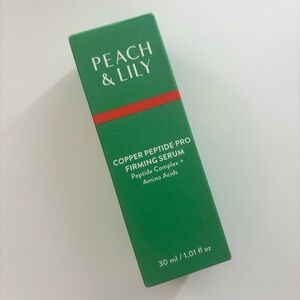 PEACH
& LILY
COPPER PEPTIDE PRO
FIRMING SERUM
Peptide Complex +
Amino Acids
30 ml / 1.01 fl oz